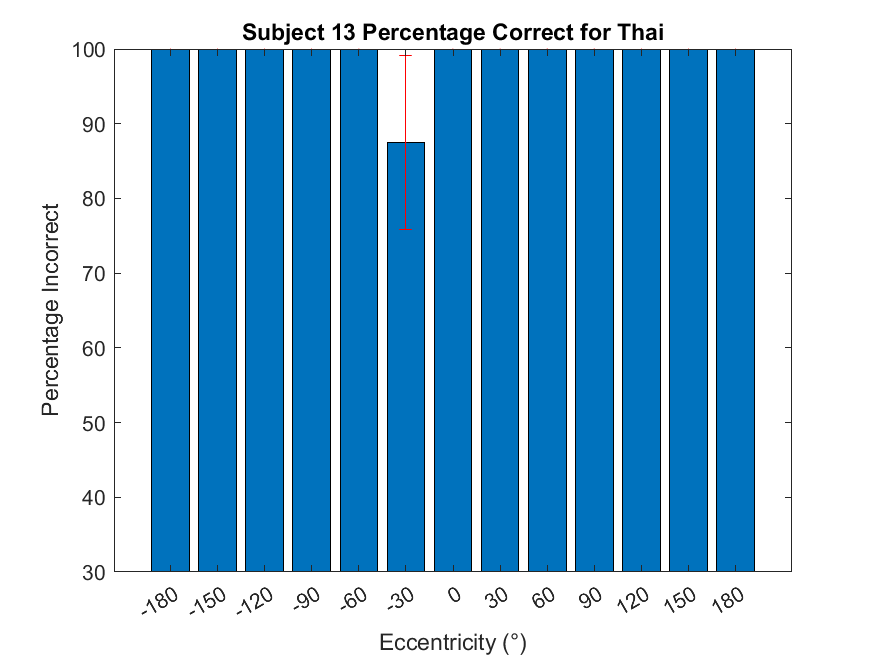 Subject 13 Percentage Correct for Thai
100
90
80
70
60
50
40
30
Percentage Incorrect
-180 -150 -120 -90 -60 -30 0 30 60 90 120 150 180
Eccentricity (°)